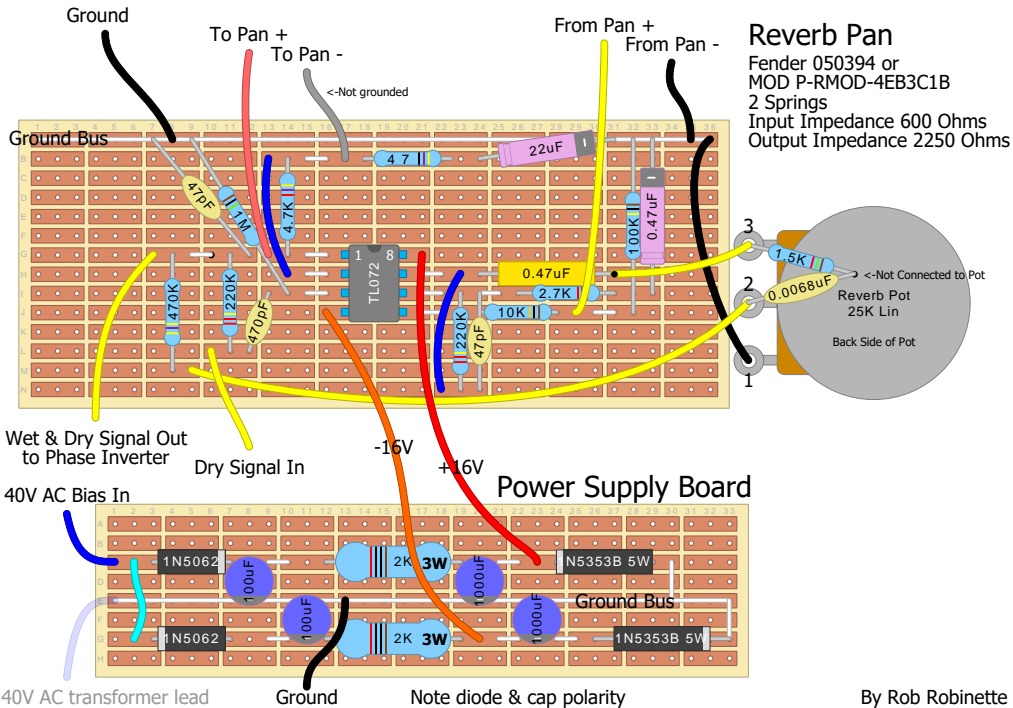 Ground
To Pan +
To Pan -
<-Not grounded
From Pan +
From Pan -
Reverb Pan
Fender 050394 or
MOD P-RMOD-4EB3C1B
2 Springs
Input Impedance 600 Ohms
Output Impedance 2250 Ohms
Ground Bus
47
22uF
47pF
1M
4.7K
100K
0.47uF
1 8
TL072
0.47uF
2.7K
10K
470K
220K
470pF
220K
47pF
3
2
1
1.5K
0.0068uF
<-Not Connected to Pot
Reverb Pot
25K Lin
Back Side of Pot
Wet & Dry Signal Out
to Phase Inverter
Dry Signal In
-16V
+16V
Power Supply Board
40V AC Bias In
1N5062
100uF
2K 3W
1000uF
N5353B 5W
Ground Bus
1N5062
100uF
2K 3W
1000uF
1N5353B 5W
40V AC transformer lead
Ground
Note diode & cap polarity
By Rob Robinette